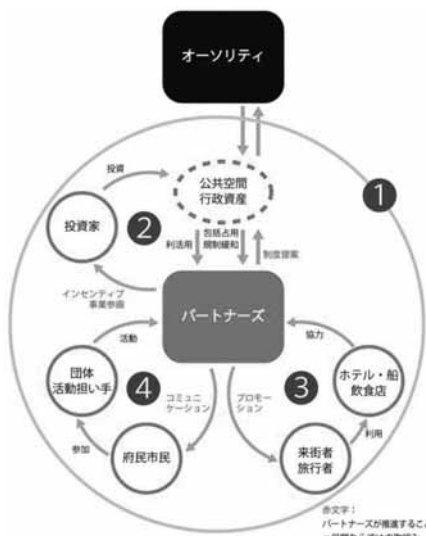 オーソリティ
1
投資
公共空間
行政資産
投資家
2
利活用
包括占用
規制緩和
制度提案
インセンティブ
事業参画
パートナーズ
活動
協力
団体
活動担い手
4
コミュニ
ケーション
プロモー
ション
3
ホテル・船
飲食店
参加
府民市民
来街者
旅行者
利用
赤文字：
パートナーズが推進するこ